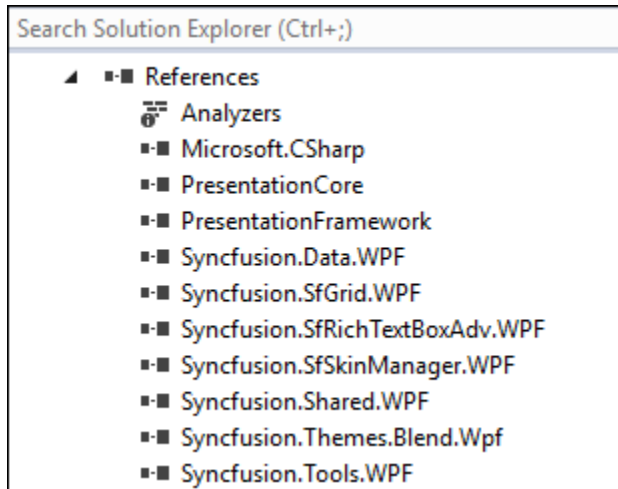 Search Solution Explorer (Ctrl+;)
References
Analyzers
Microsoft.CSharp
PresentationCore
PresentationFramework
Syncfusion.Data.WPF
Syncfusion.SfGrid.WPF
Syncfusion.SfRichTextBoxAdv.WPF
Syncfusion.SfSkinManager.WPF
Syncfusion.Shared.WPF
Syncfusion.Themes.Blend.Wpf
Syncfusion.Tools.WPF